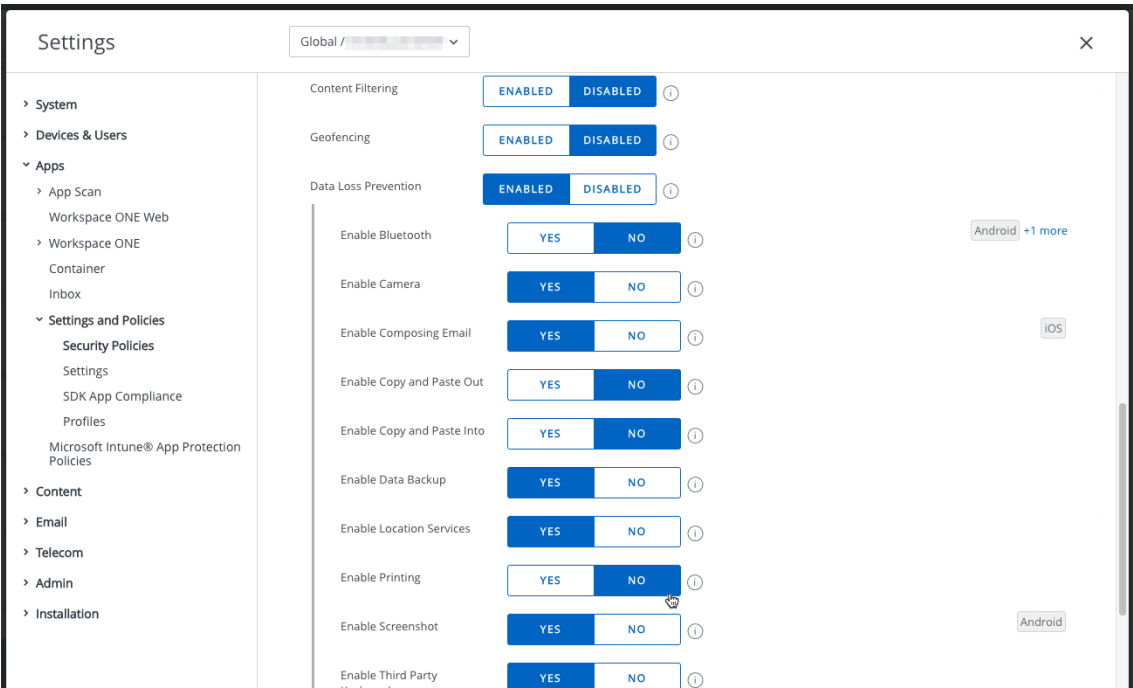 Settings
Global /
System
Devices & Users
Apps
App Scan
Workspace ONE Web
Workspace ONE
Container
Inbox
Settings and Policies
Security Policies
Settings
SDK App Compliance
Profiles
Microsoft Intune® App Protection
Policies
Content
Email
Telecom
Admin
Installation
Content Filtering ENABLED DISABLED
Geofencing ENABLED DISABLED
Data Loss Prevention ENABLED DISABLED
Enable Bluetooth YES NO Android +1 more
Enable Camera YES NO
Enable Composing Email YES NO iOS
Enable Copy and Paste Out YES NO
Enable Copy and Paste Into YES NO
Enable Data Backup YES NO
Enable Location Services YES NO
Enable Printing YES NO
Enable Screenshot YES NO Android
Enable Third Party YES NO